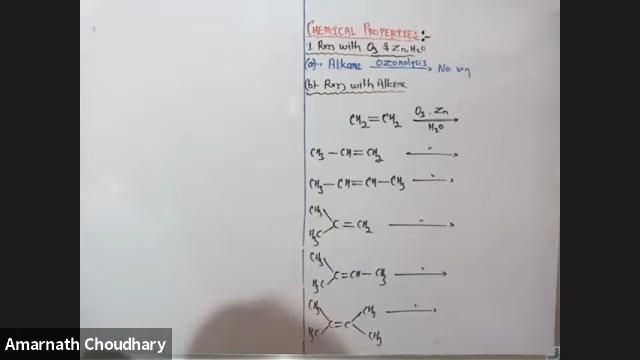 CHEMICAL PROPERTIES:-
1 Rxn with O3 & Zn, H2O
(a) → Alkane ozonolysis → No rxn
(b) Rxn with Alkene
CH2=CH2 O3, Zn / H2O →
CH3-CH=CH2 " →
CH3-CH=CH-CH3 " →
CH3
H3C C=CH2 " →
CH3
H3C C=CH-CH3 " →
CH3 CH3 " →
H3C C=C CH3
Amarnath Choudhary